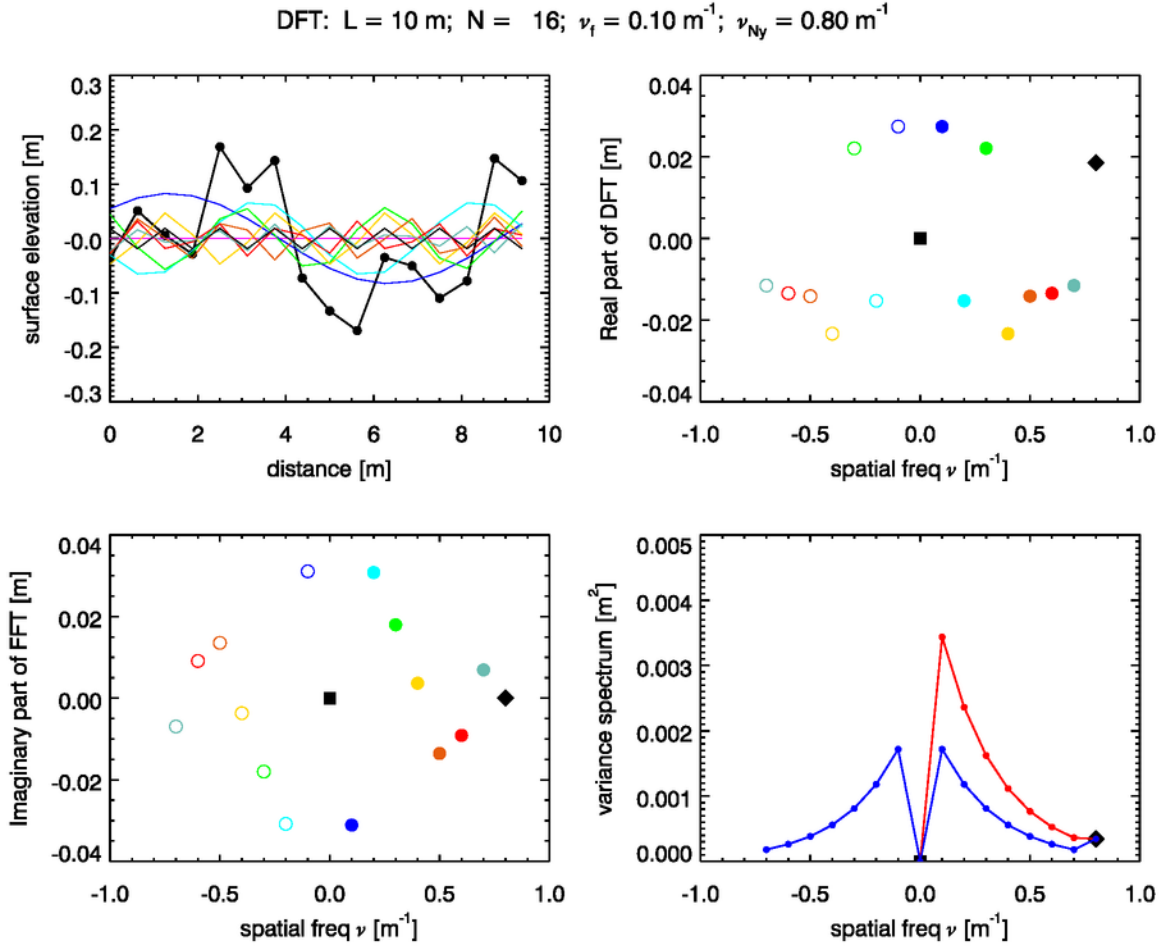 DFT: L = 10 m; N = 16; ν_f = 0.10 m⁻¹; ν_Ny = 0.80 m⁻¹
surface elevation [m]
0.3
0.2
0.1
-0.0
-0.1
-0.2
-0.3
0 2 4 6 8 10
distance [m]
Real part of DFT [m]
0.04
0.02
0.00
-0.02
-0.04
-1.0 -0.5 0.0 0.5 1.0
spatial freq ν [m⁻¹]
Imaginary part of FFT [m]
0.04
0.02
0.00
-0.02
-0.04
-1.0 -0.5 0.0 0.5 1.0
spatial freq ν [m⁻¹]
variance spectrum [m²]
0.005
0.004
0.003
0.002
0.001
0.000
-1.0 -0.5 0.0 0.5 1.0
spatial freq ν [m⁻¹]